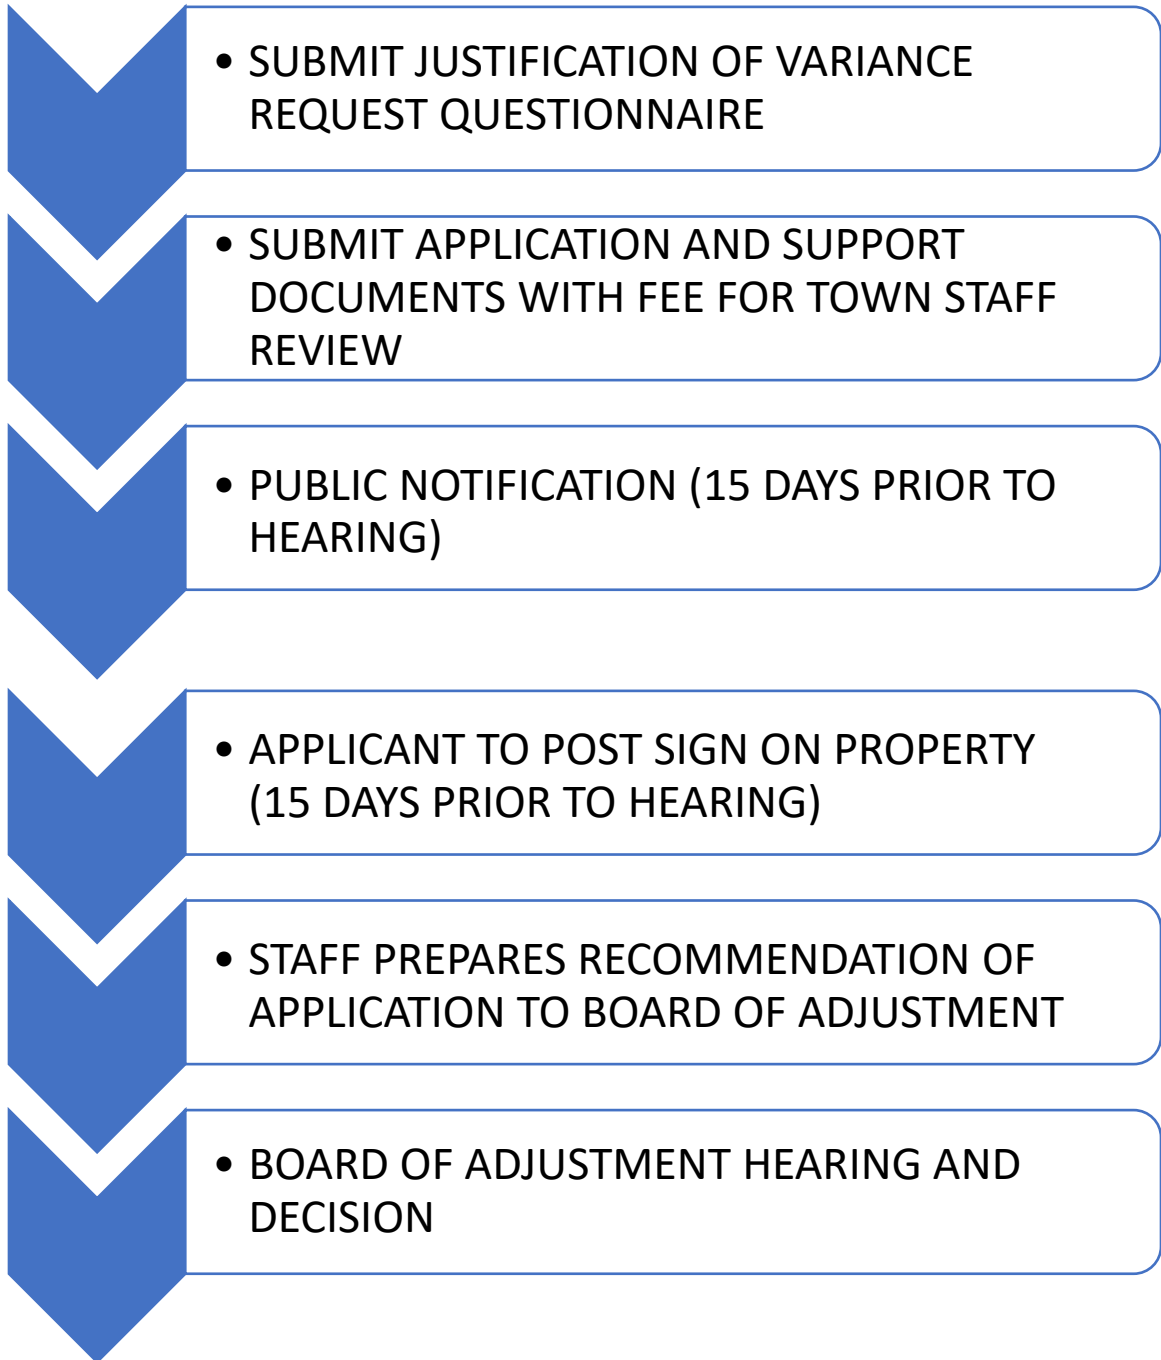 • SUBMIT JUSTIFICATION OF VARIANCE
REQUEST QUESTIONNAIRE
• SUBMIT APPLICATION AND SUPPORT
DOCUMENTS WITH FEE FOR TOWN STAFF
REVIEW
• PUBLIC NOTIFICATION (15 DAYS PRIOR TO
HEARING)
• APPLICANT TO POST SIGN ON PROPERTY
(15 DAYS PRIOR TO HEARING)
• STAFF PREPARES RECOMMENDATION OF
APPLICATION TO BOARD OF ADJUSTMENT
• BOARD OF ADJUSTMENT HEARING AND
DECISION